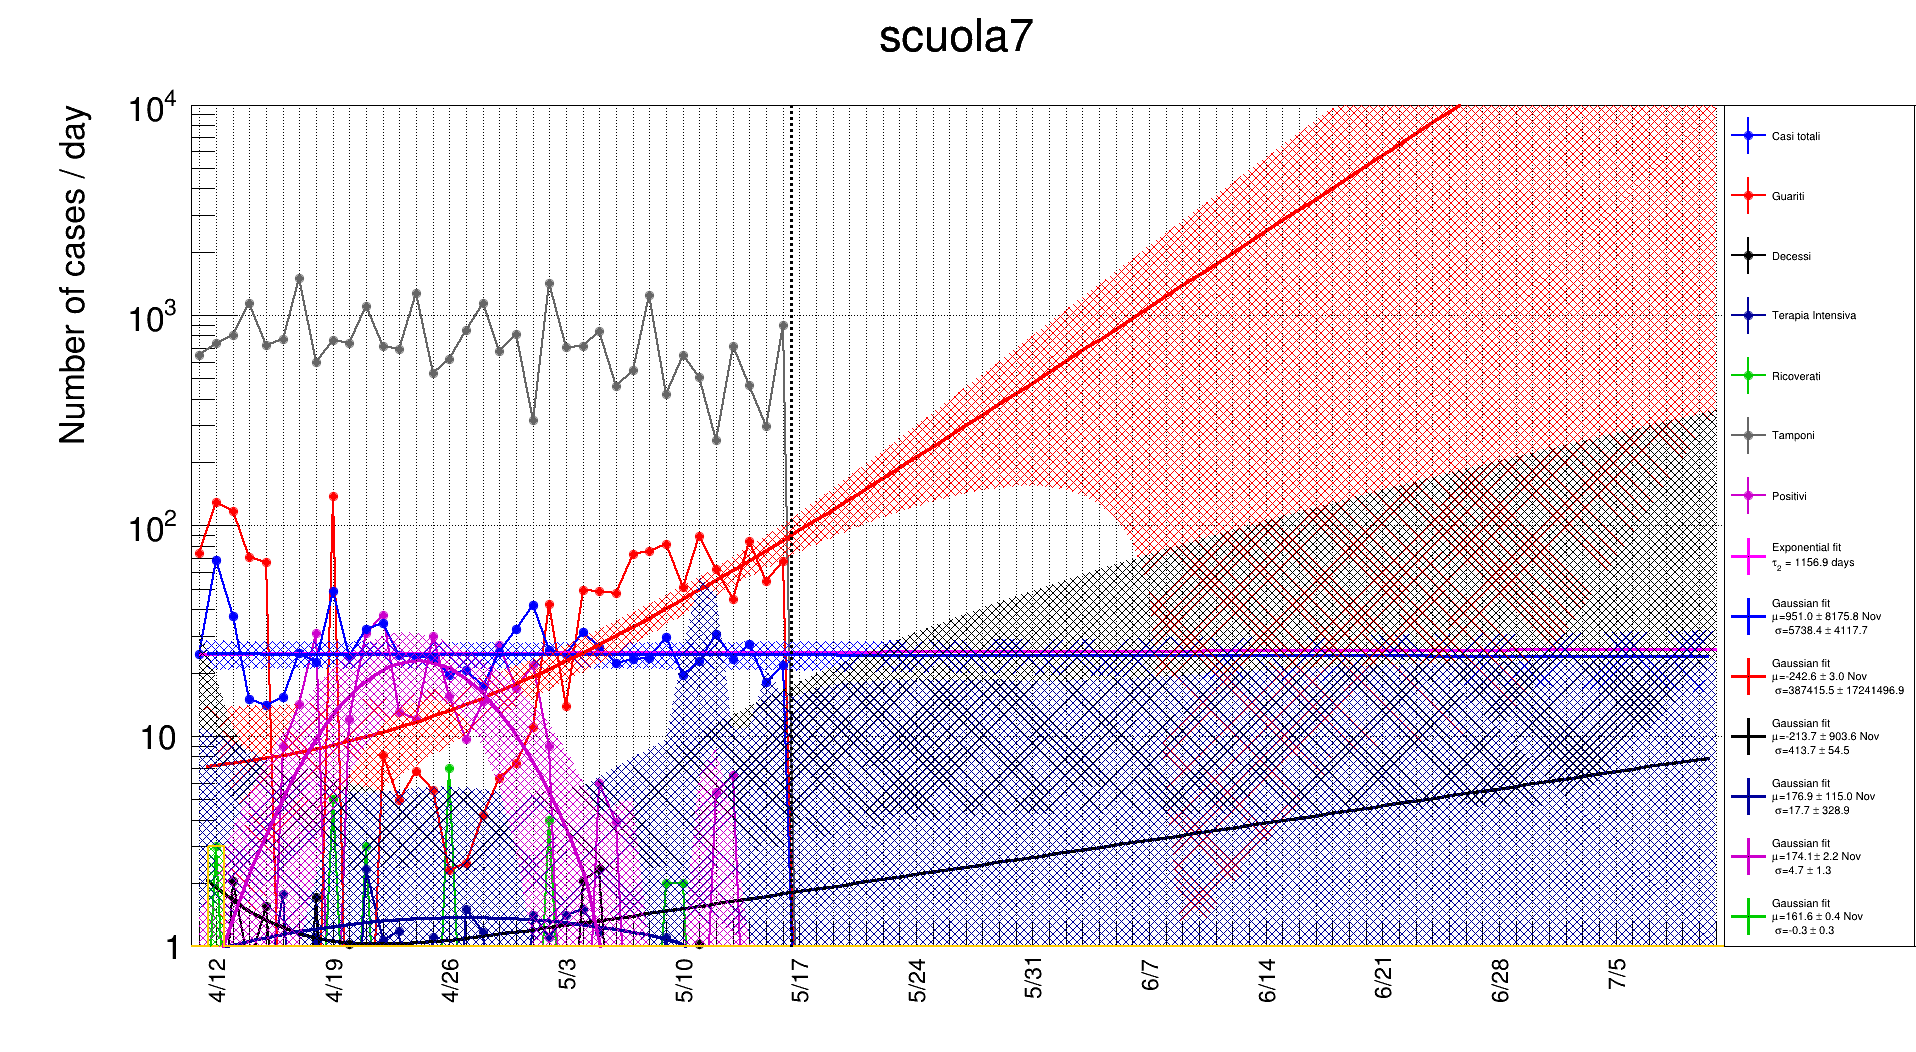 scuola7
Number of cases / day
10^4
10^3
10^2
10
1
4/12
4/19
4/26
5/3
5/10
5/17
5/24
5/31
6/7
6/14
6/21
6/28
7/5
Casi totali
Guariti
Decessi
Terapia Intensiva
Ricoverati
Tamponi
Positivi
Exponential fit
τ_2 = 1156.9 days
Gaussian fit
μ=951.0 ± 8175.8 Nov
σ=5738.4 ± 4117.7
Gaussian fit
μ=-242.6 ± 3.0 Nov
σ=387415.5 ± 17241496.9
Gaussian fit
μ=-213.7 ± 903.6 Nov
σ=413.7 ± 54.5
Gaussian fit
μ=176.9 ± 115.0 Nov
σ=17.7 ± 328.9
Gaussian fit
μ=174.1 ± 2.2 Nov
σ=4.7 ± 1.3
Gaussian fit
μ=161.6 ± 0.4 Nov
σ=-0.3 ± 0.3